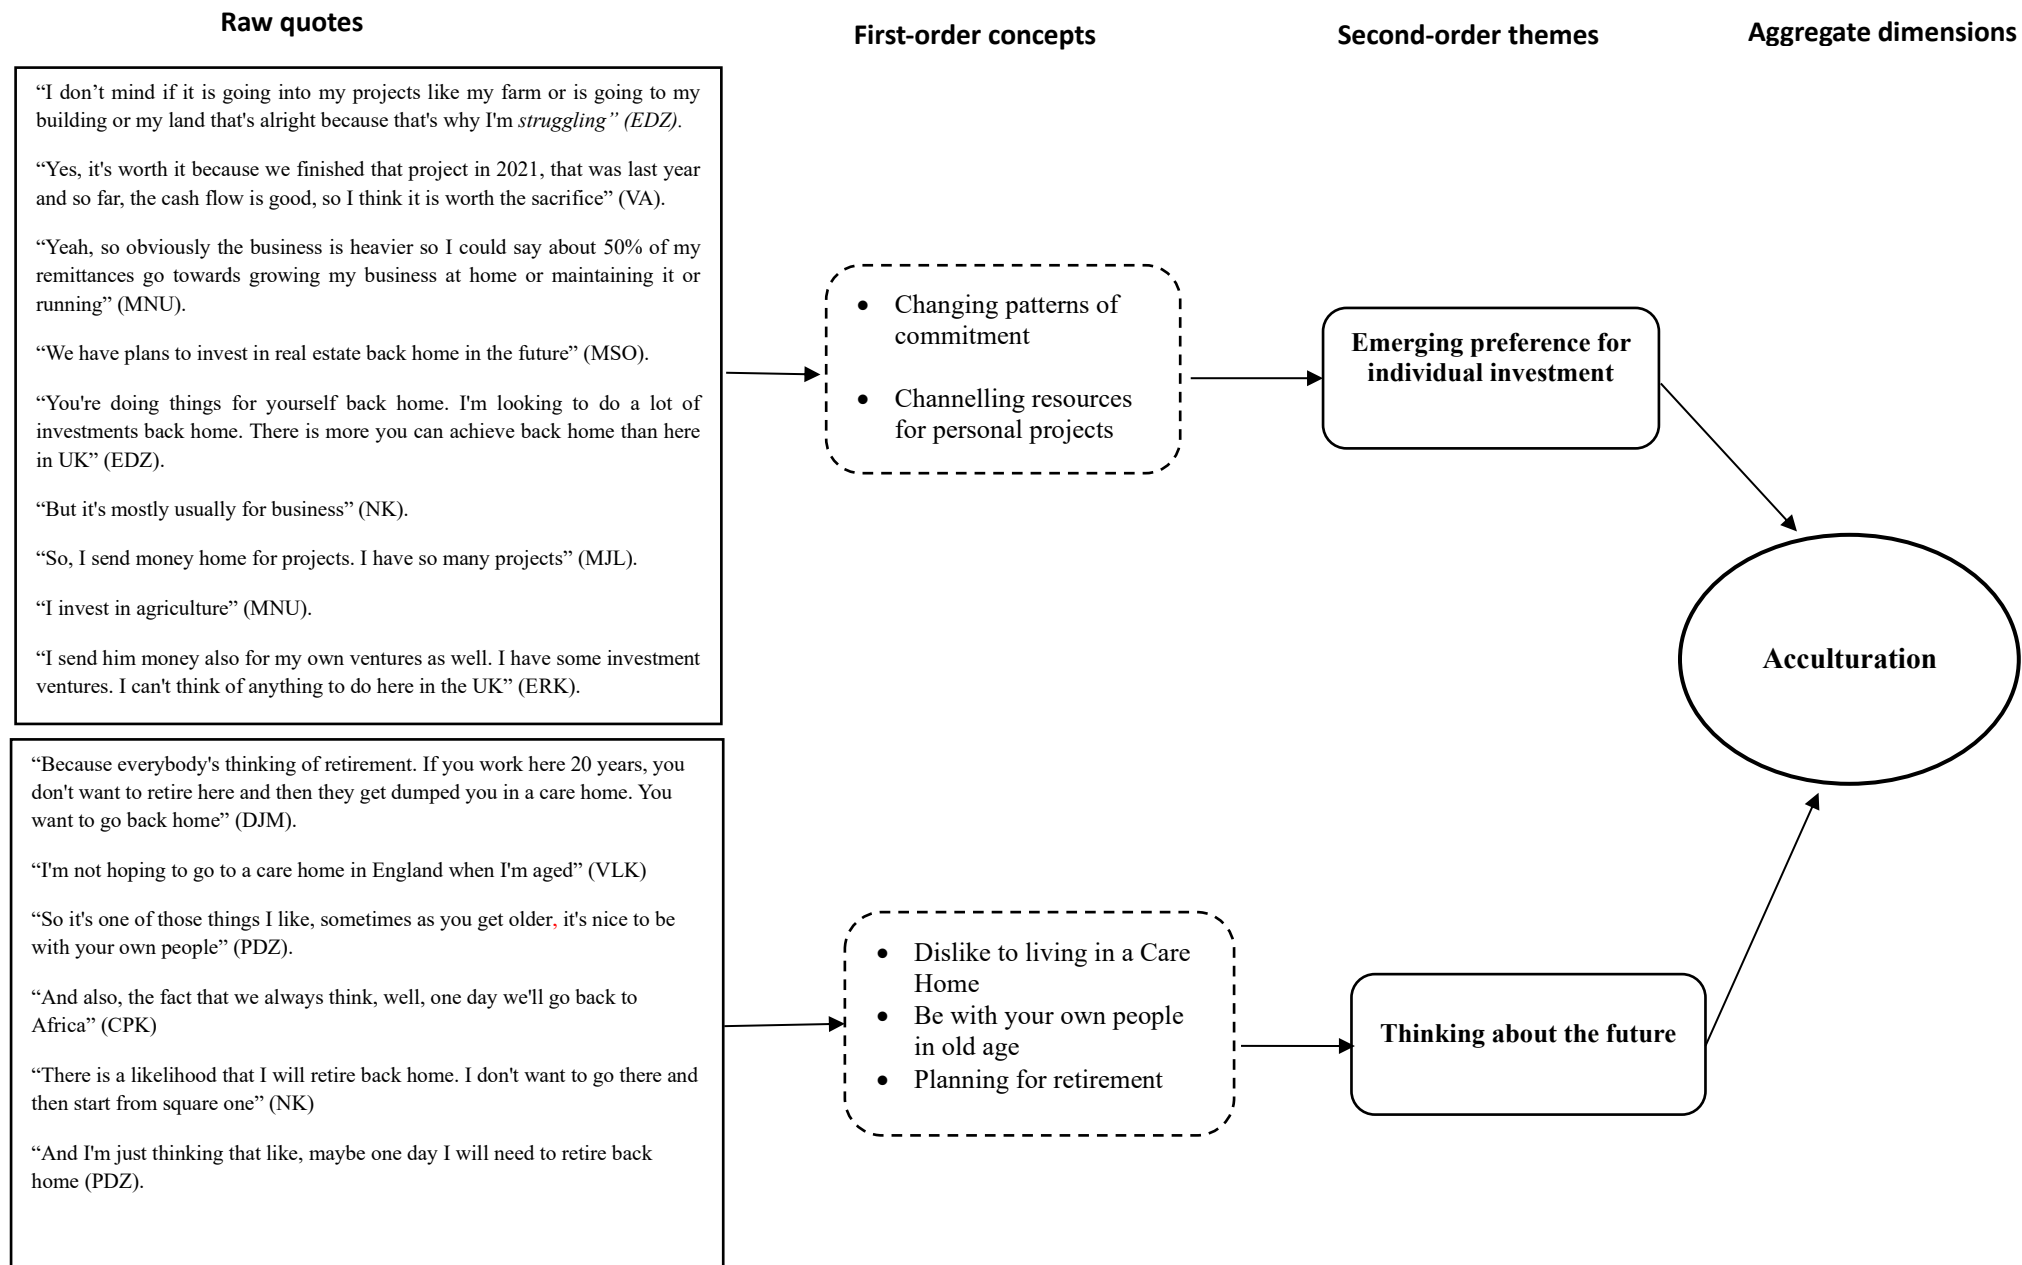 Raw quotes
First-order concepts
Second-order themes
Aggregate dimensions
“I don’t mind if it is going into my projects like my farm or is going to my
building or my land that's alright because that's why I'm struggling” (EDZ).
“Yes, it's worth it because we finished that project in 2021, that was last year
and so far, the cash flow is good, so I think it is worth the sacrifice” (VA).
“Yeah, so obviously the business is heavier so I could say about 50% of my
remittances go towards growing my business at home or maintaining it or
running” (MNU).
“We have plans to invest in real estate back home in the future” (MSO).
“You're doing things for yourself back home. I'm looking to do a lot of
investments back home. There is more you can achieve back home than here
in UK” (EDZ).
“But it's mostly usually for business” (NK).
“So, I send money home for projects. I have so many projects” (MJL).
“I invest in agriculture” (MNU).
“I send him money also for my own ventures as well. I have some investment
ventures. I can't think of anything to do here in the UK” (ERK).
• Changing patterns of
commitment
• Channelling resources
for personal projects
Emerging preference for
individual investment
Acculturation
“Because everybody's thinking of retirement. If you work here 20 years, you
don't want to retire here and then they get dumped you in a care home. You
want to go back home” (DJM).
“I'm not hoping to go to a care home in England when I'm aged” (VLK)
“So it's one of those things I like, sometimes as you get older, it's nice to be
with your own people” (PDZ).
“And also, the fact that we always think, well, one day we'll go back to
Africa” (CPK)
“There is a likelihood that I will retire back home. I don't want to go there and
then start from square one” (NK)
“And I'm just thinking that like, maybe one day I will need to retire back
home (PDZ).
• Dislike to living in a Care
Home
• Be with your own people
in old age
• Planning for retirement
Thinking about the future